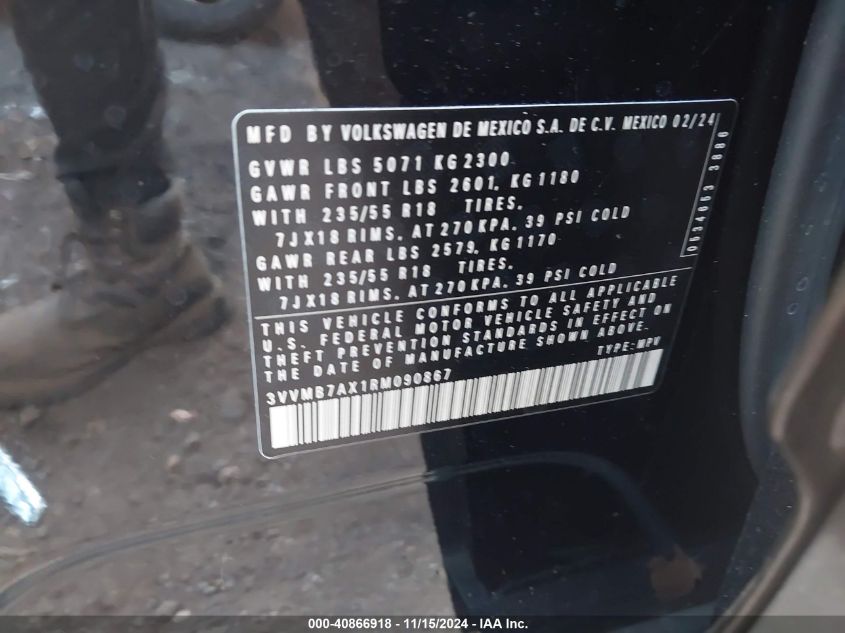 MFD BY VOLKSWAGEN DE MEXICO S.A. DE C.V. MEXICO 02/24
GVWR LBS 5071 KG 2300
GAWR FRONT LBS 2601, KG 1180
WITH 235/55 R18 TIRES.
7JX18 RIMS. AT 270 KPA. 39 PSI COLD
GAWR REAR LBS 2579, KG 1170
WITH 235/55 R18 TIRES.
7JX18 RIMS. AT 270 KPA. 39 PSI COLD
THIS VEHICLE CONFORMS TO ALL APPLICABLE
U.S. FEDERAL MOTOR VEHICLE SAFETY AND
THEFT PREVENTION STANDARDS IN EFFECT ON
THE DATE OF MANUFACTURE SHOWN ABOVE.
TYPE: MPV
3VVMB7AX1RM090867
000-40866918 - 11/15/2024 - IAA Inc.